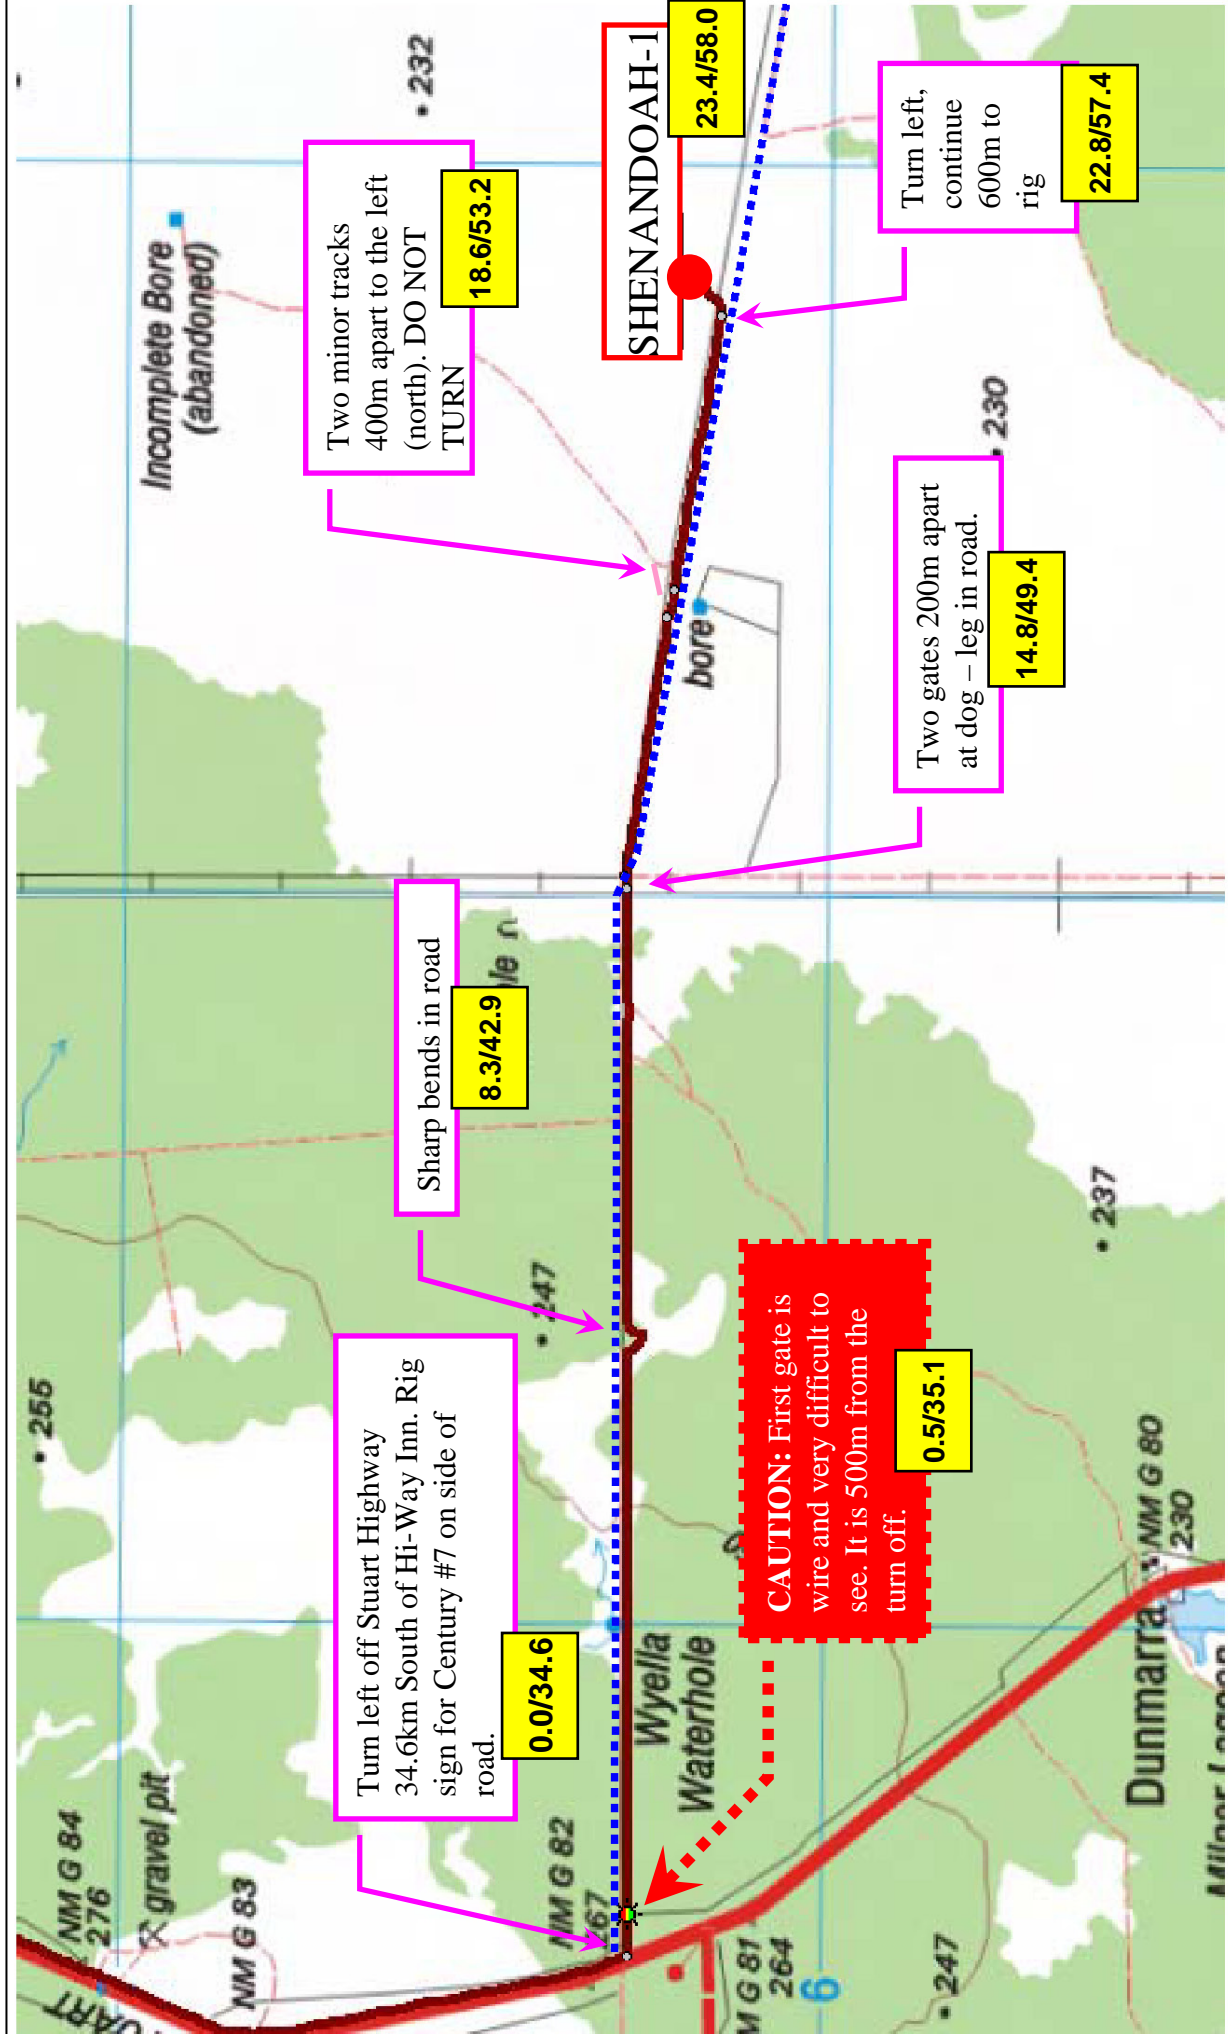 • 255
NM G 84
276
gravel pit
NM G 83
Incomplete Bore
(abandoned)
• 232
Turn left off Stuart Highway
34.6km South of Hi-Way Inn. Rig
sign for Century #7 on side of
road.
0.0/34.6
Sharp bends in road
8.3/42.9
Two minor tracks
400m apart to the left
(north). DO NOT
TURN
18.6/53.2
SHENANDOAH-1
23.4/58.0
• 247
NM G 82
267
Wyella
Waterhole
bore
CAUTION: First gate is
wire and very difficult to
see. It is 500m from the
turn off.
0.5/35.1
Two gates 200m apart
at dog – leg in road.
14.8/49.4
Turn left,
continue
600m to
rig
22.8/57.4
• 230
• 237
M G 81
264
6
• 247
Dunmarra
NM G 80
230